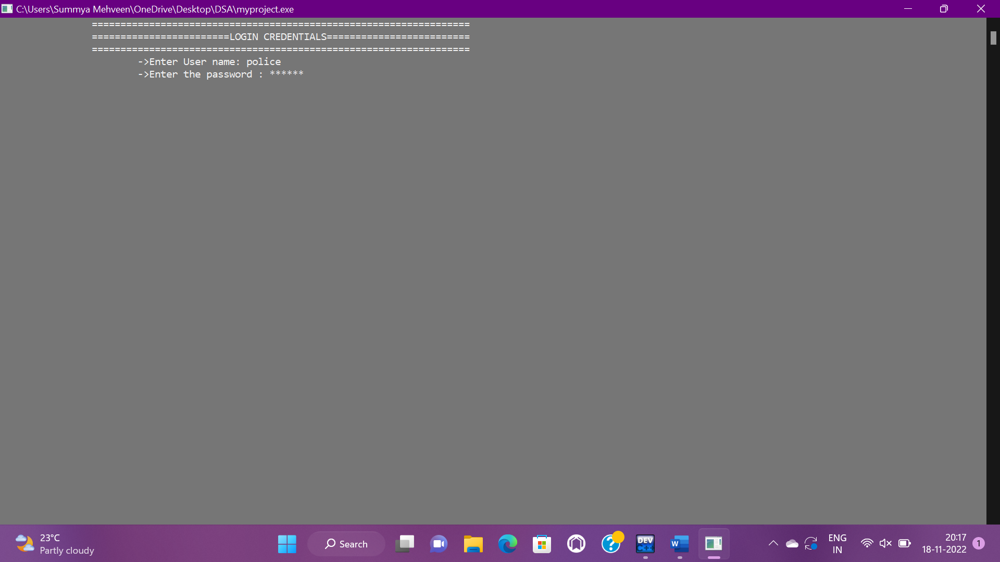 C:\Users\Summya Mehveen\OneDrive\Desktop\DSA\myproject.exe
==================================================================
========================LOGIN CREDENTIALS=========================
==================================================================
->Enter User name: police
->Enter the password : ******
23°C
Partly cloudy
Search
DEV
C++
W
ENG
IN
20:17
18-11-2022
1